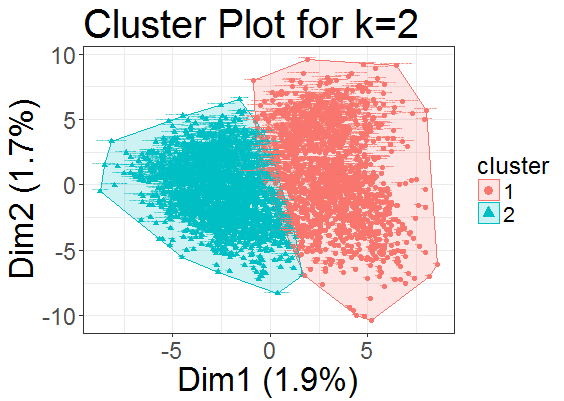 Cluster Plot for k=2
10
5
0
-5
-10
Dim2 (1.7%)
-5 0 5
Dim1 (1.9%)
cluster
1
2